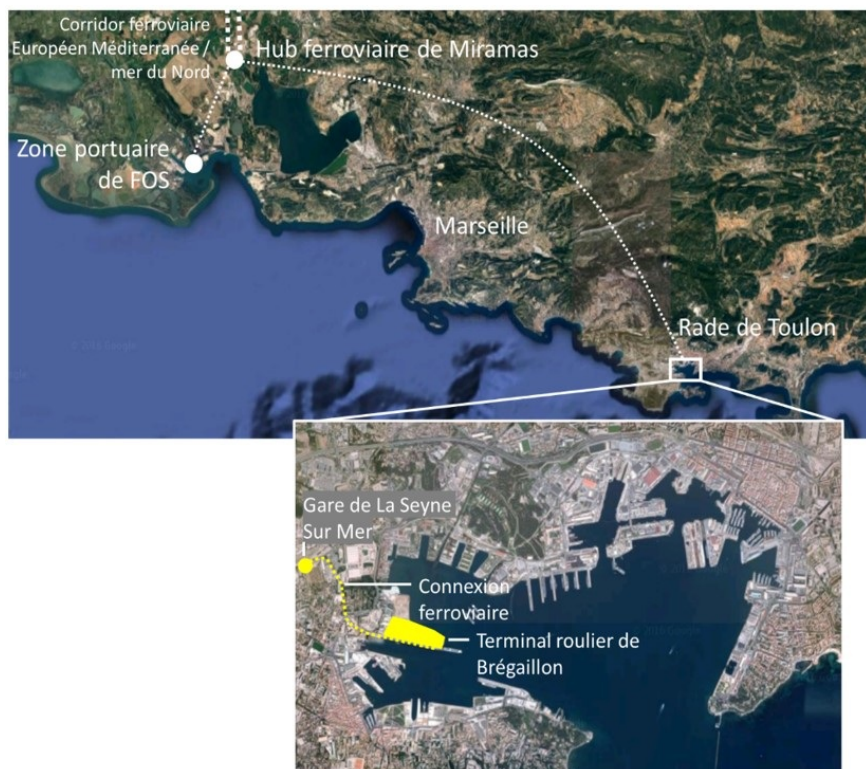 Corridor ferroviaire
Européen Méditerranée /
mer du Nord
Hub ferroviaire de Miramas
Zone portuaire
de FOS
Marseille
Rade de Toulon
Gare de La Seyne
Sur Mer
Connexion
ferroviaire
Terminal roulier de
Brégaillon